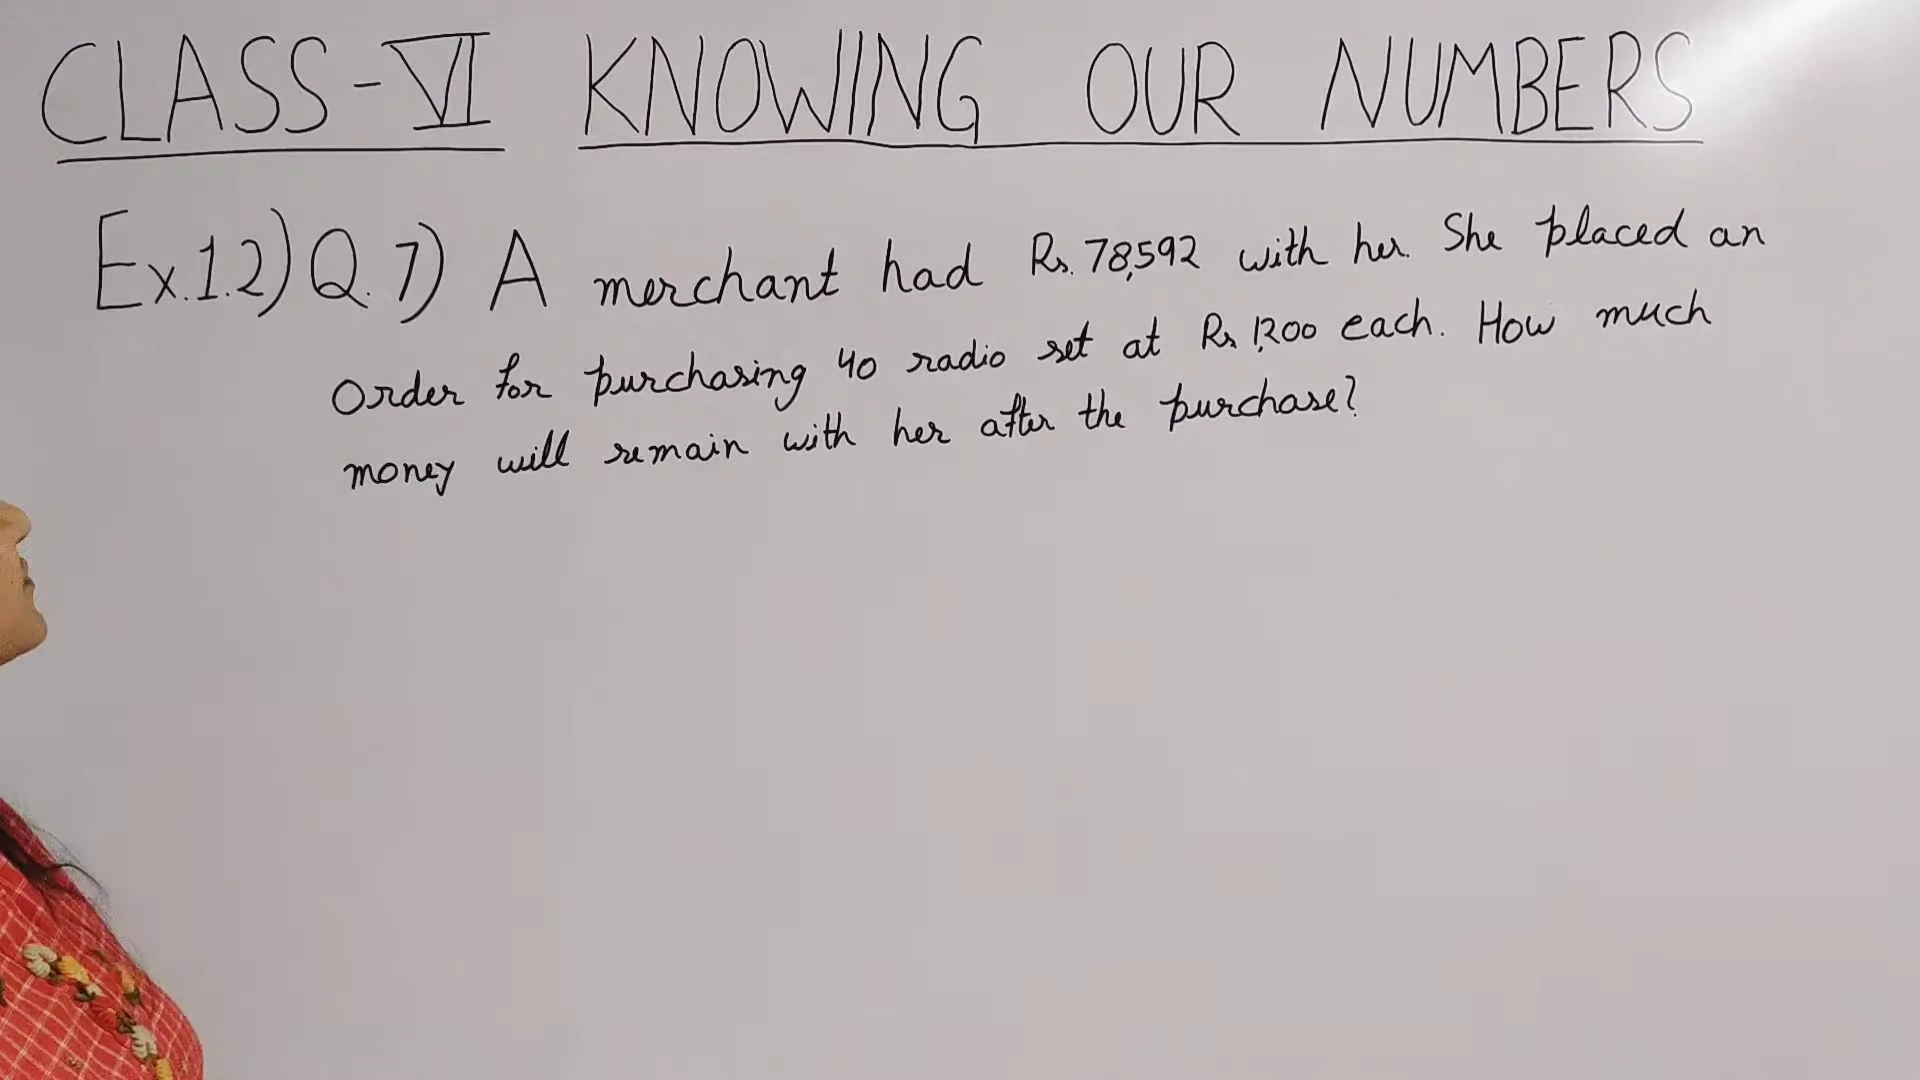 CLASS-VI KNOWING OUR NUMBERS
Ex.1.2) Q.7) A merchant had Rs. 78,592 with her. She placed an
Order for purchasing 40 radio set at Rs 1,200 each. How much
money will remain with her after the purchase?